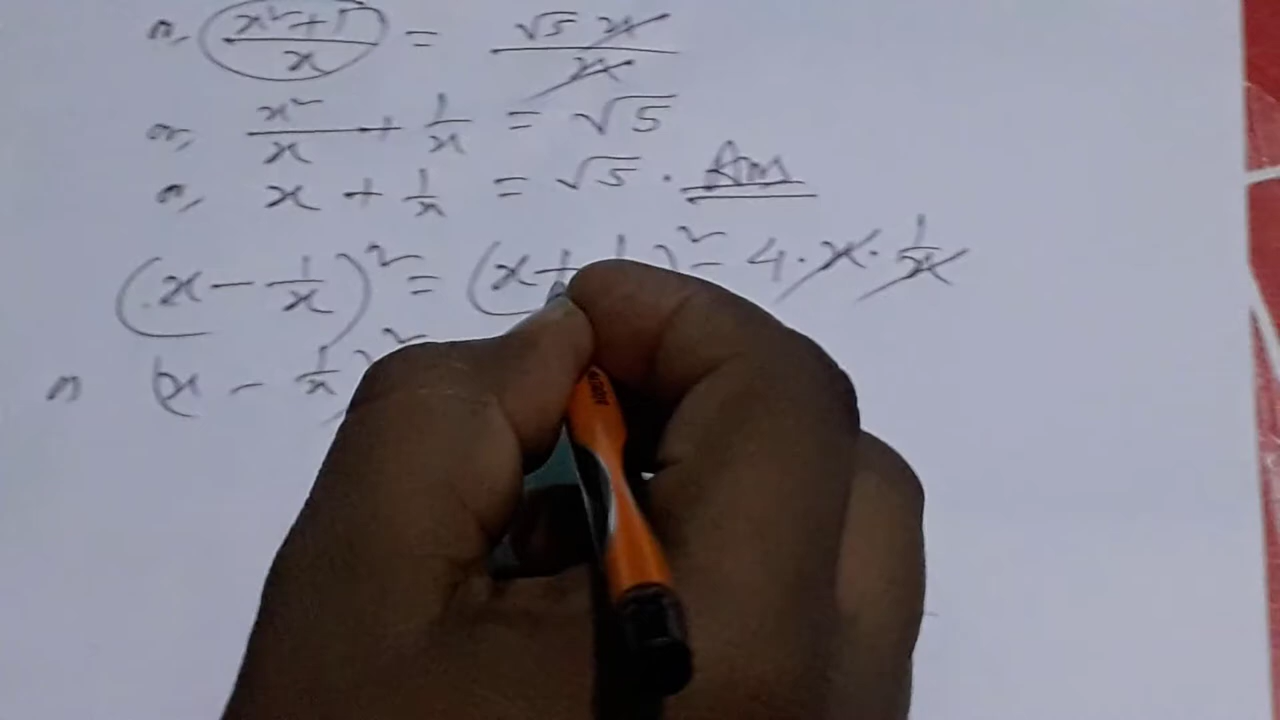 or, (x²+1)/x = √5 x/x
or, x²/x + 1/x = √5
or, x + 1/x = √5 . Ans
(x - 1/x)² = (x + 1/x)² - 4 . x . 1/x
or (x - 1/x)²